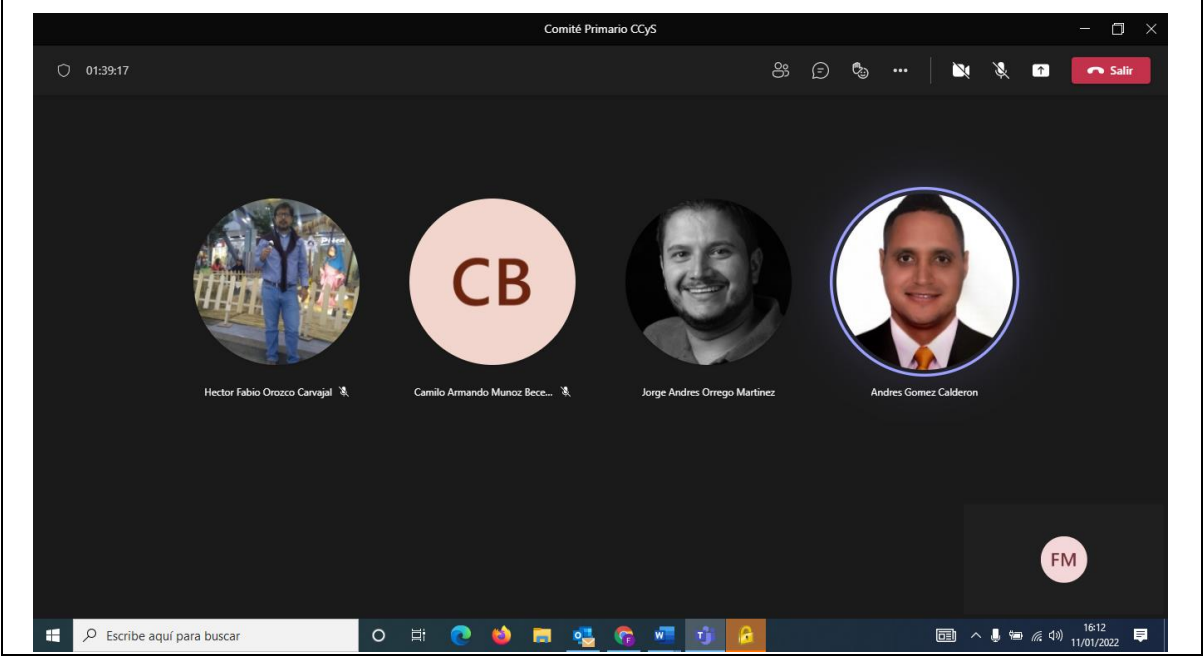 Comité Primario CCyS
01:39:17
Salir
CB
Hector Fabio Orozco Carvajal
Camilo Armando Munoz Bece...
Jorge Andres Orrego Martinez
Andres Gomez Calderon
FM
Escribe aquí para buscar
16:12
11/01/2022